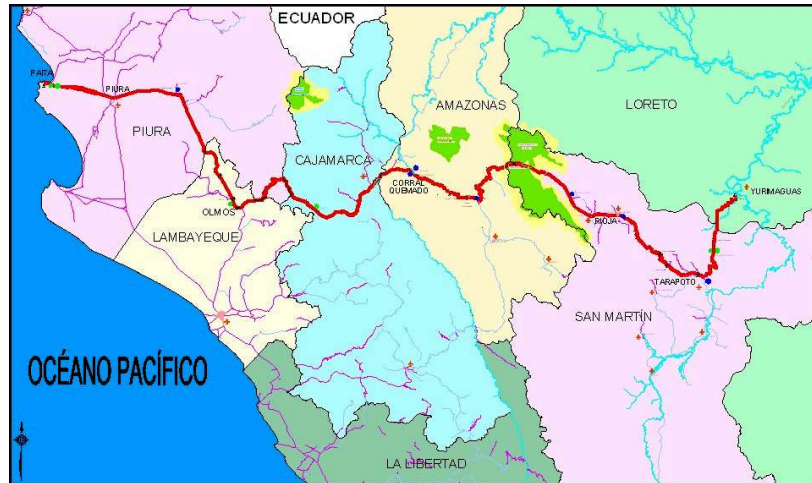 ECUADOR
PAITA
PIURA
PIURA
AMAZONAS
LORETO
CAJAMARCA
CORRAL
QUEMADO
YURIMAGUAS
OLMOS
LAMBAYEQUE
RIOJA
TARAPOTO
SAN MARTÍN
OCÉANO PACÍFICO
LA LIBERTAD